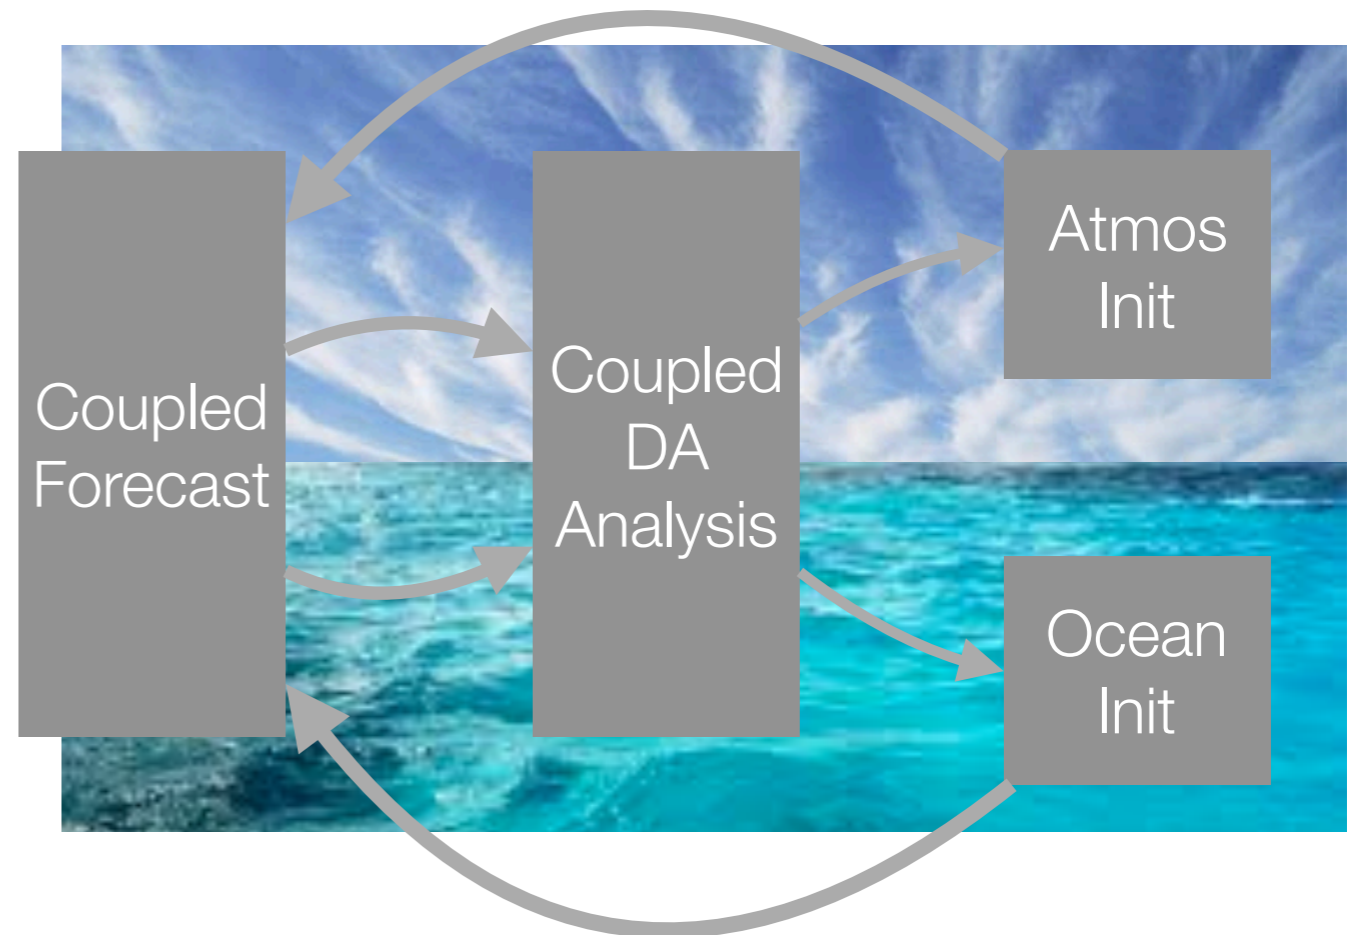 Coupled
Forecast
Coupled
DA
Analysis
Atmos
Init
Ocean
Init